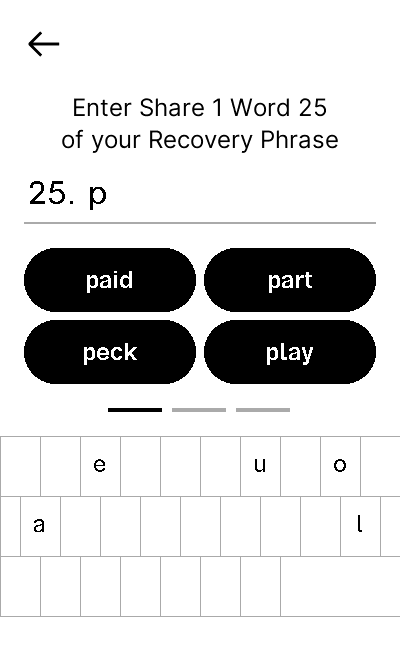 Enter Share 1 Word 25
of your Recovery Phrase
25. p
paid part
peck play
e u o
a l